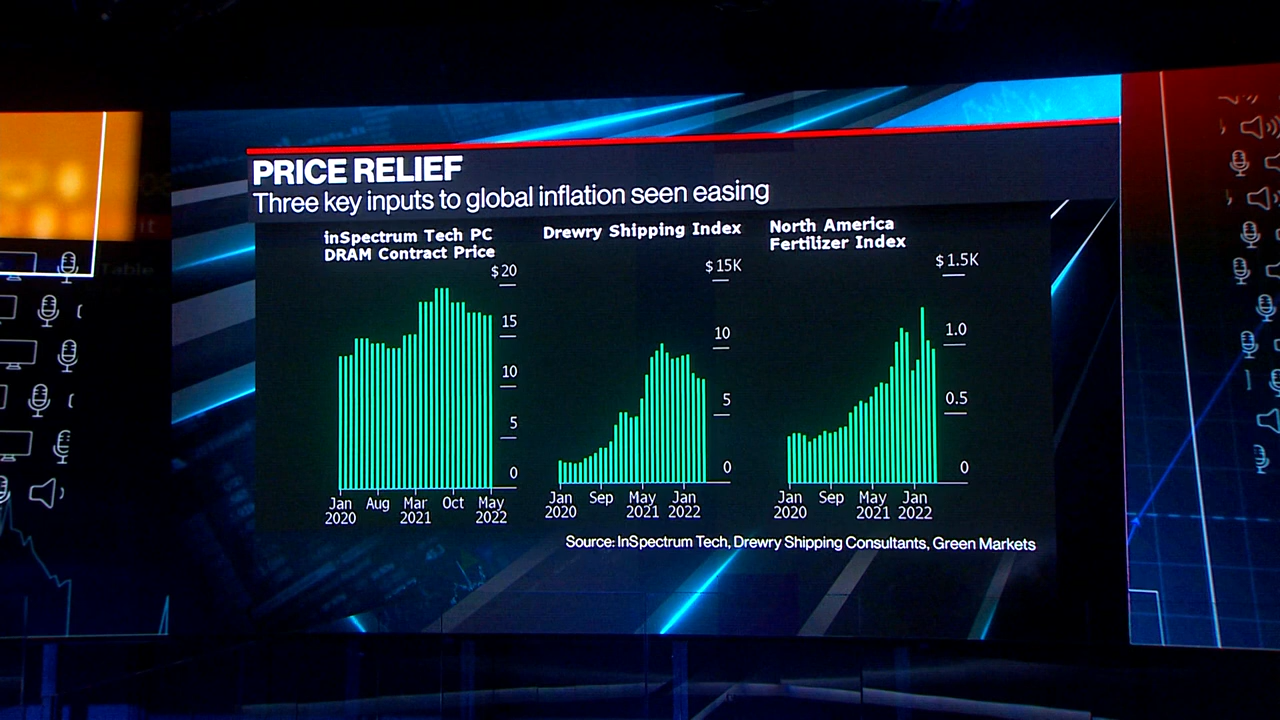 PRICE RELIEF
Three key inputs to global inflation seen easing
inSpectrum Tech PC
DRAM Contract Price
$20
15
10
5
0
Jan
2020
Aug
Mar
2021
Oct
May
2022
Drewry Shipping Index
$15K
10
5
0
Jan
2020
Sep
May
2021
Jan
2022
North America
Fertilizer Index
$1.5K
1.0
0.5
0
Jan
2020
Sep
May
2021
Jan
2022
Source: InSpectrum Tech, Drewry Shipping Consultants, Green Markets
Table